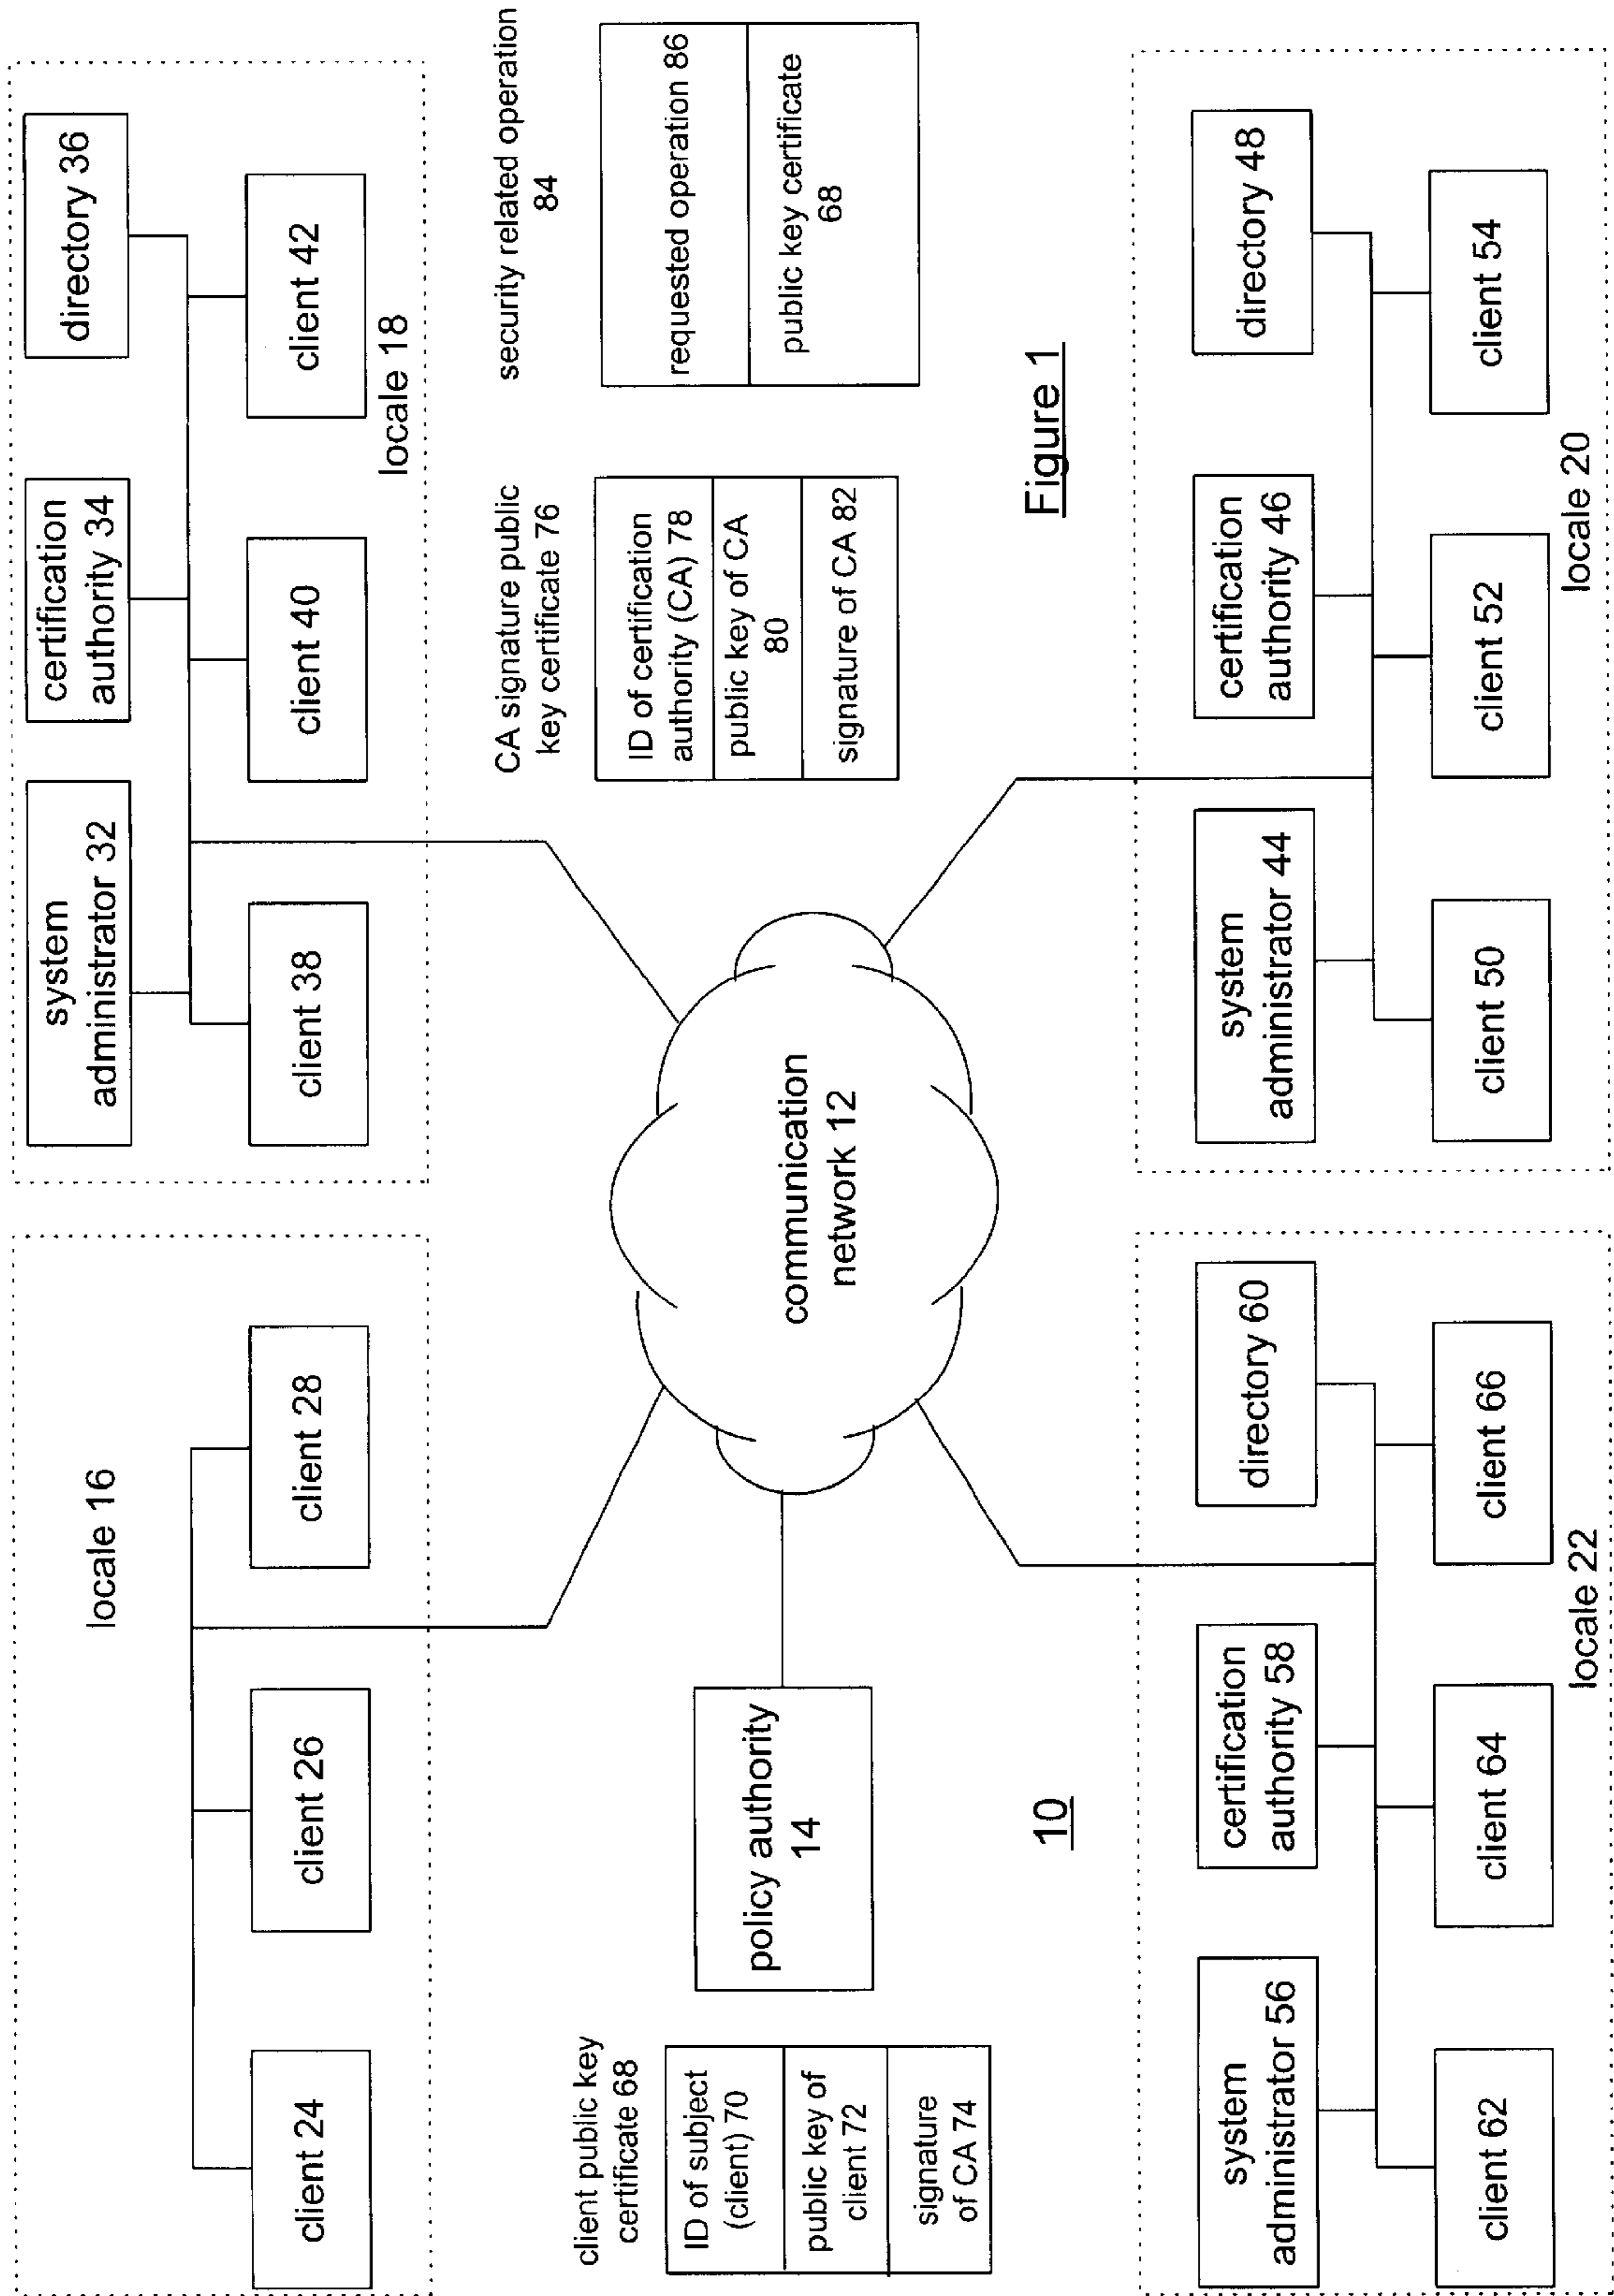 locale 16
client 24
client 26
client 28
system
administrator 32
certification
authority 34
directory 36
client 38
client 40
client 42
locale 18
client public key
certificate 68
ID of subject
(client) 70
public key of
client 72
signature
of CA 74
policy authority
14
communication
network 12
CA signature public
key certificate 76
ID of certification
authority (CA) 78
public key of CA
80
signature of CA 82
security related operation
84
requested operation 86
public key certificate
68
10
Figure 1
system
administrator 56
certification
authority 58
directory 60
client 62
client 64
client 66
locale 22
system
administrator 44
certification
authority 46
directory 48
client 50
client 52
client 54
locale 20